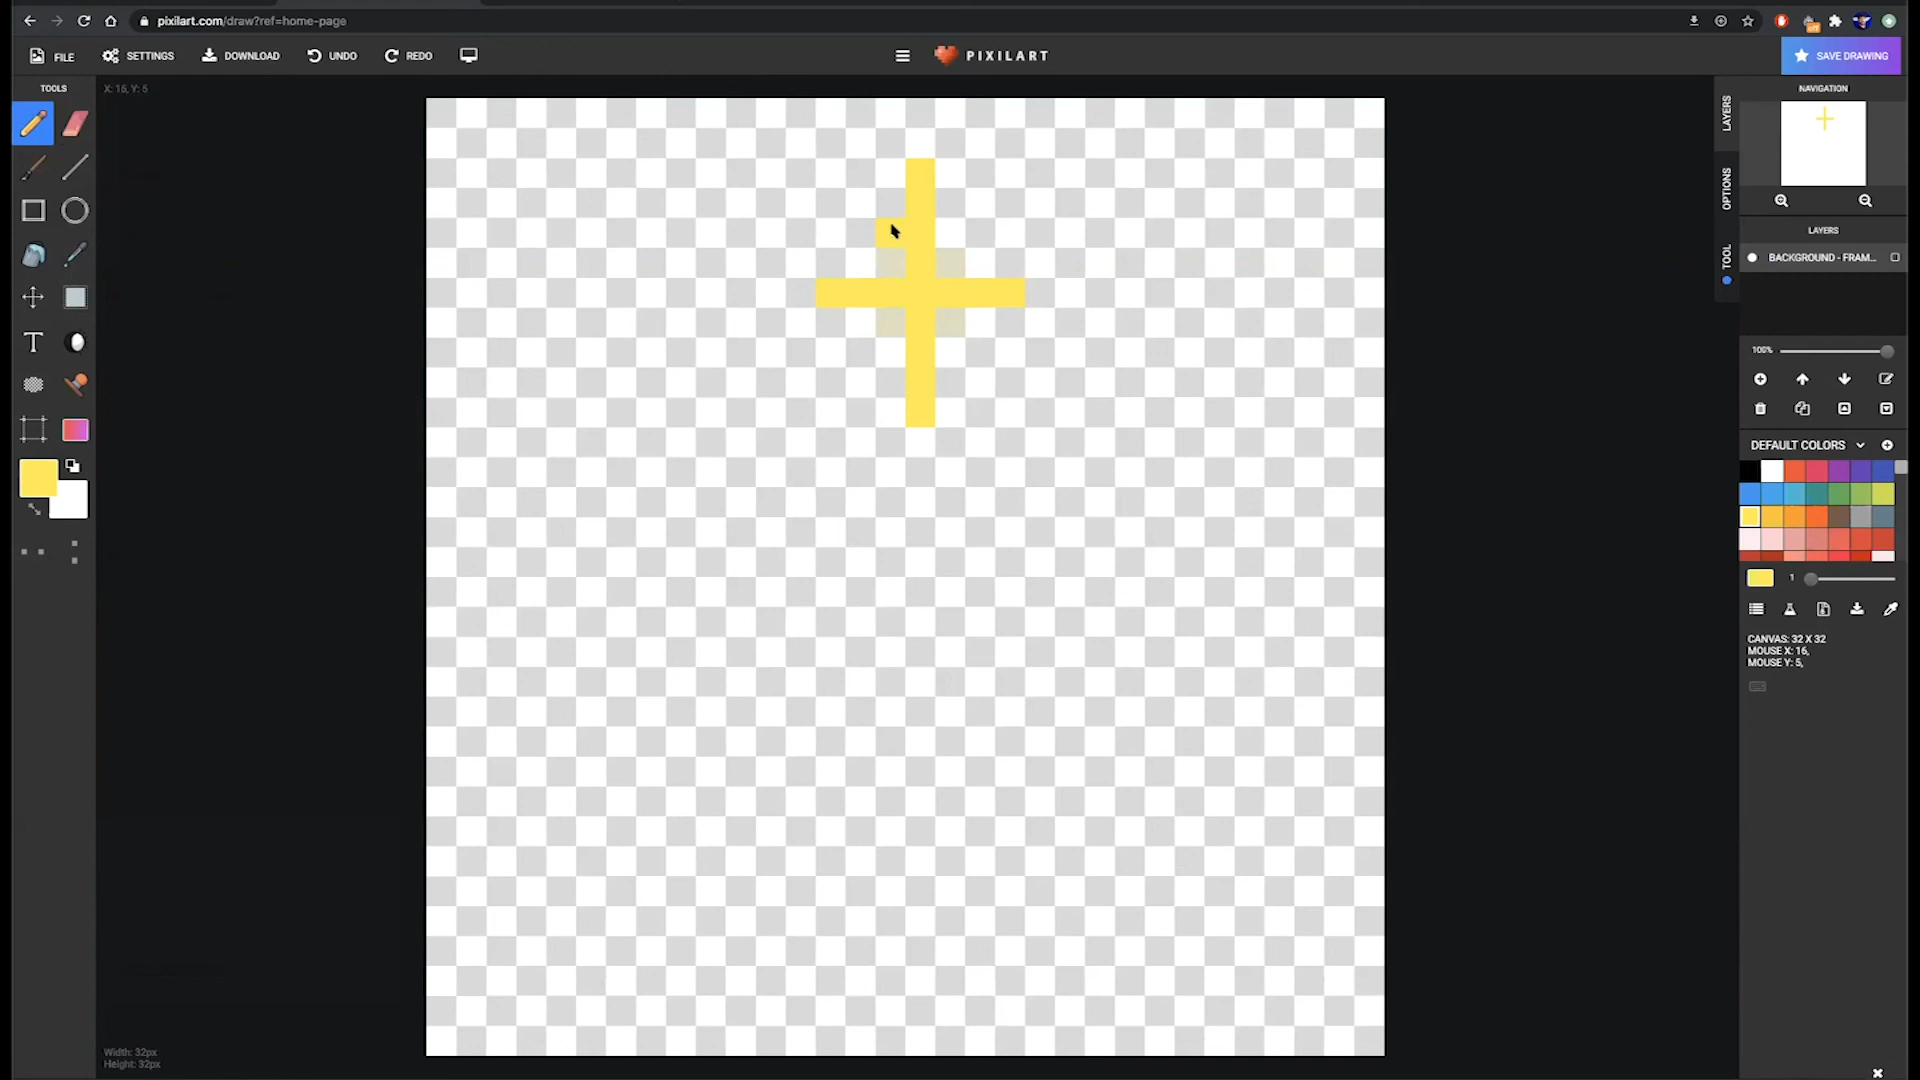 pixilart.com/draw?ref=home-page
FILE
SETTINGS
DOWNLOAD
UNDO
REDO
PIXILART
SAVE DRAWING
TOOLS
X: 16, Y: 5
T
Width: 32px
Height: 32px
LAYERS
OPTIONS
TOOL
NAVIGATION
LAYERS
BACKGROUND - FRAM...
100%
DEFAULT COLORS
1
CANVAS: 32 X 32
MOUSE X: 16,
MOUSE Y: 5,